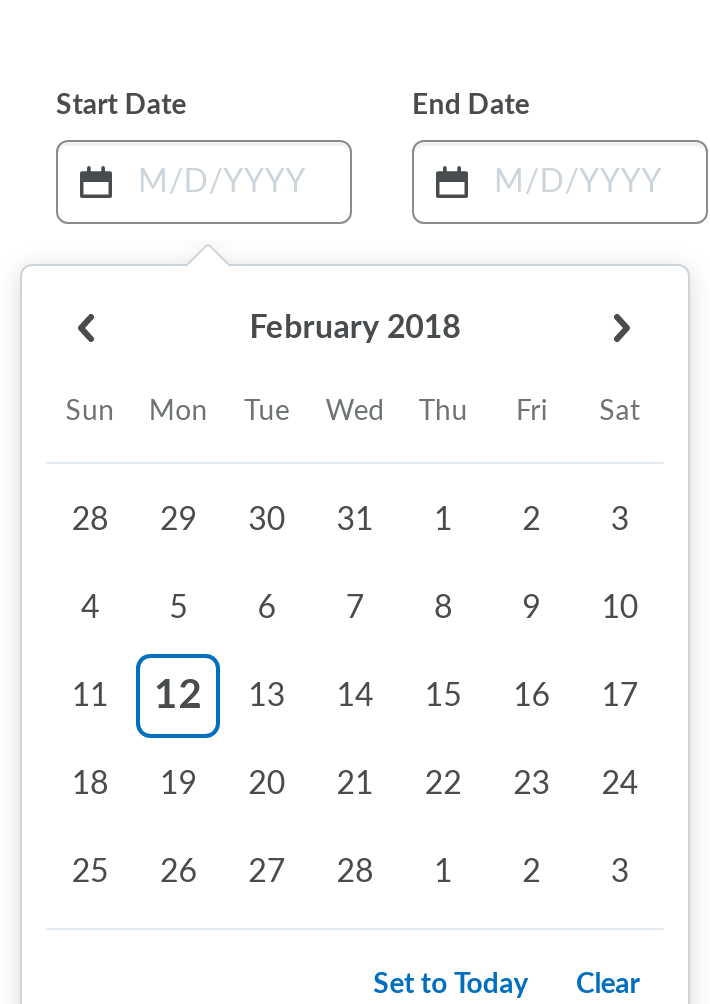 Start Date End Date
M/D/YYYY M/D/YYYY
February 2018
Sun Mon Tue Wed Thu Fri Sat
28 29 30 31 1 2 3
4 5 6 7 8 9 10
11 12 13 14 15 16 17
18 19 20 21 22 23 24
25 26 27 28 1 2 3
Set to Today Clear